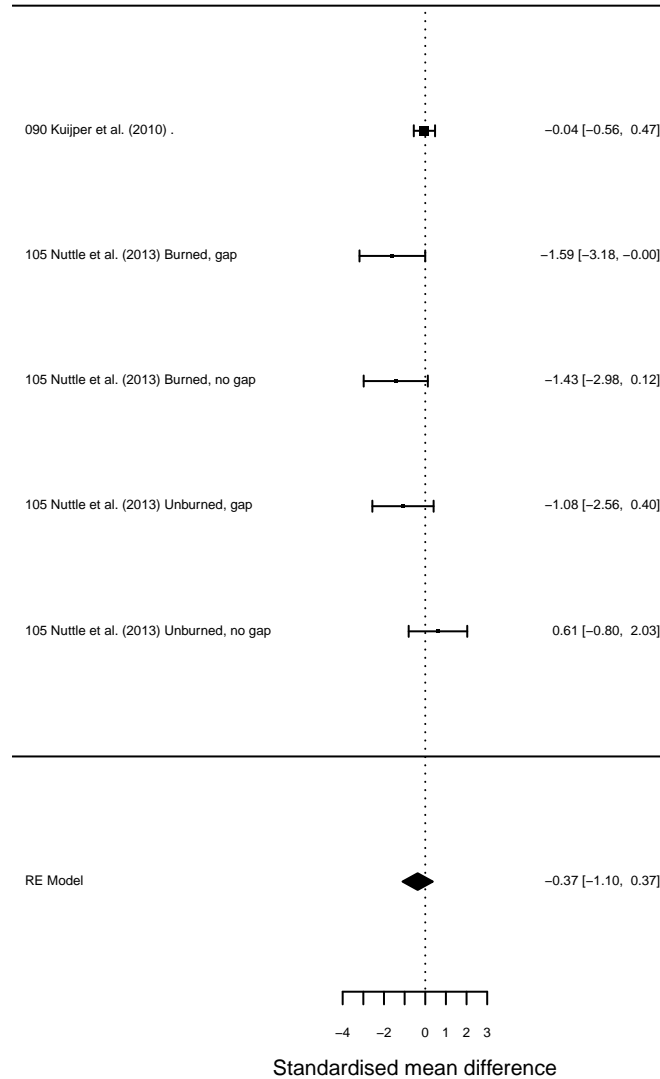 090 Kuijper et al. (2010) . −0.04 [−0.56, 0.47]
105 Nuttle et al. (2013) Burned, gap −1.59 [−3.18, −0.00]
105 Nuttle et al. (2013) Burned, no gap −1.43 [−2.98, 0.12]
105 Nuttle et al. (2013) Unburned, gap −1.08 [−2.56, 0.40]
105 Nuttle et al. (2013) Unburned, no gap 0.61 [−0.80, 2.03]
RE Model −0.37 [−1.10, 0.37]
−4 −2 0 1 2 3
Standardised mean difference